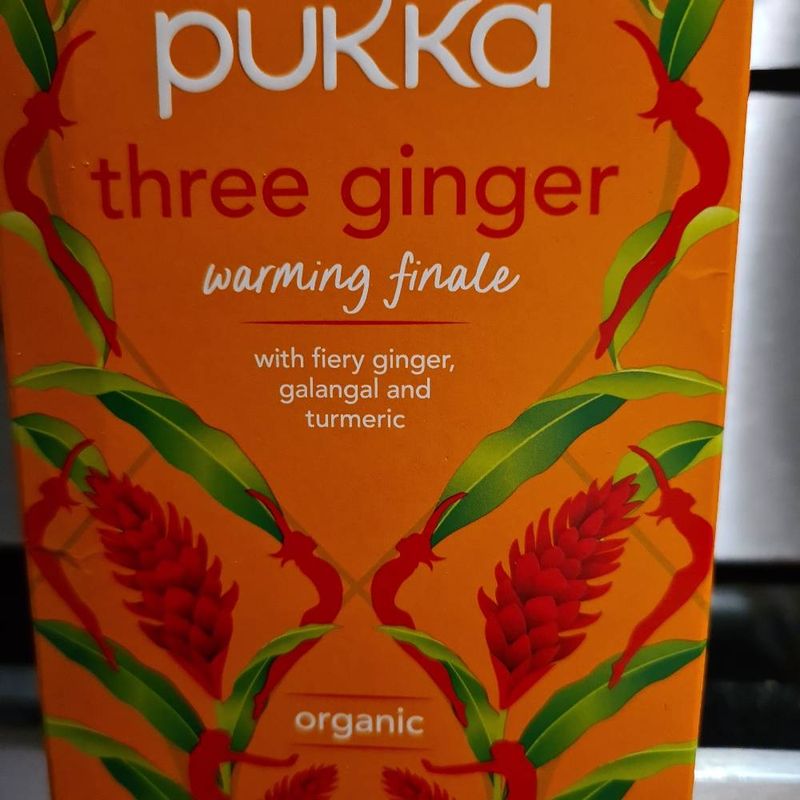 pukka
three ginger
warming finale
with fiery ginger,
galangal and
turmeric
organic